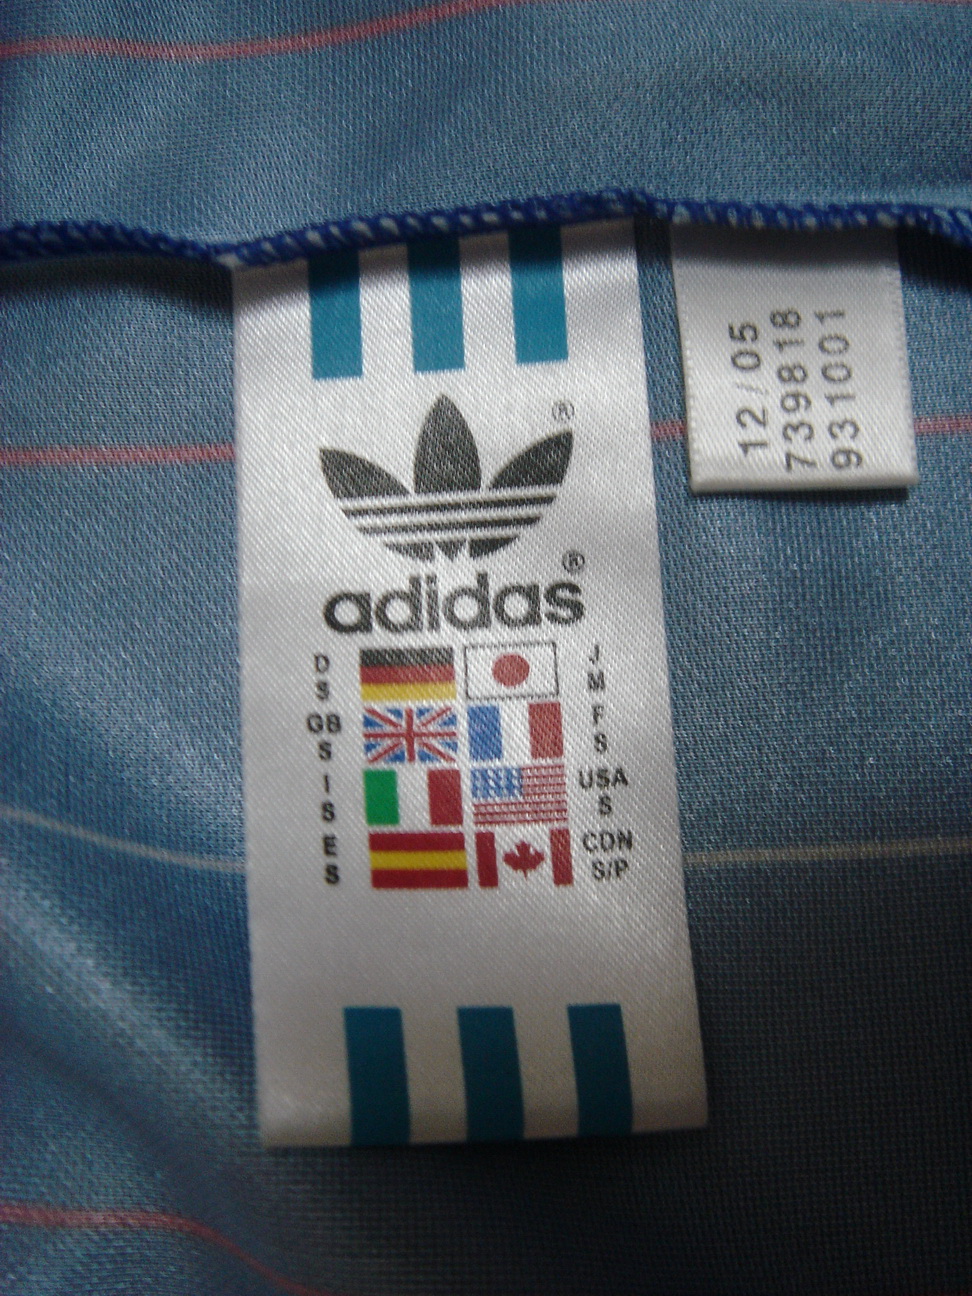 ®
adidas®
D
S
J
M
GB
S
F
S
I
S
USA
S
E
S
CDN
S/P
12/05
739818
931001